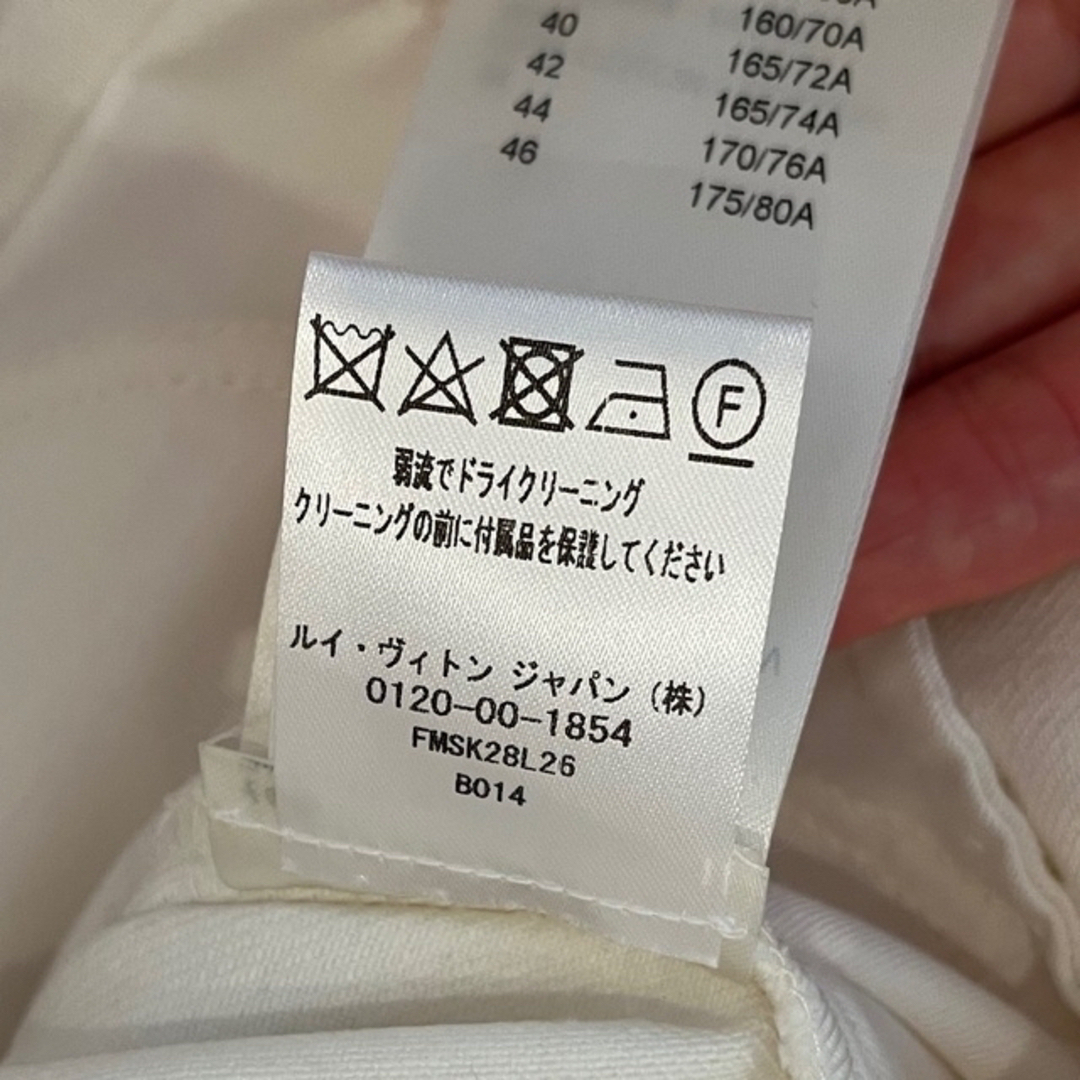 40 160/70A
42 165/72A
44 165/74A
46 170/76A
175/80A
F
弱流でドライクリーニング
クリーニングの前に付属品を保護してください
ルイ・ヴィトン ジャパン (株)
0120-00-1854
FMSK28L26
B014